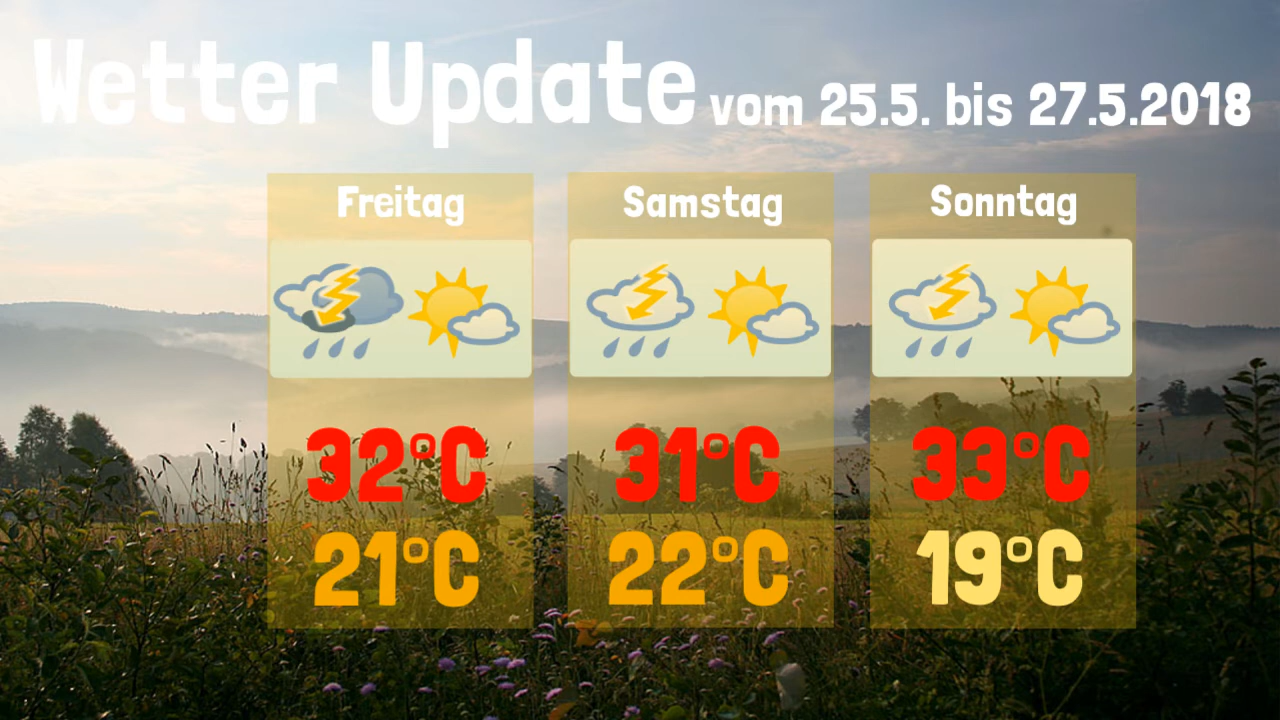 Wetter Update vom 25.5. bis 27.5.2018
Freitag Samstag Sonntag
32°C 31°C 33°C
21°C 22°C 19°C